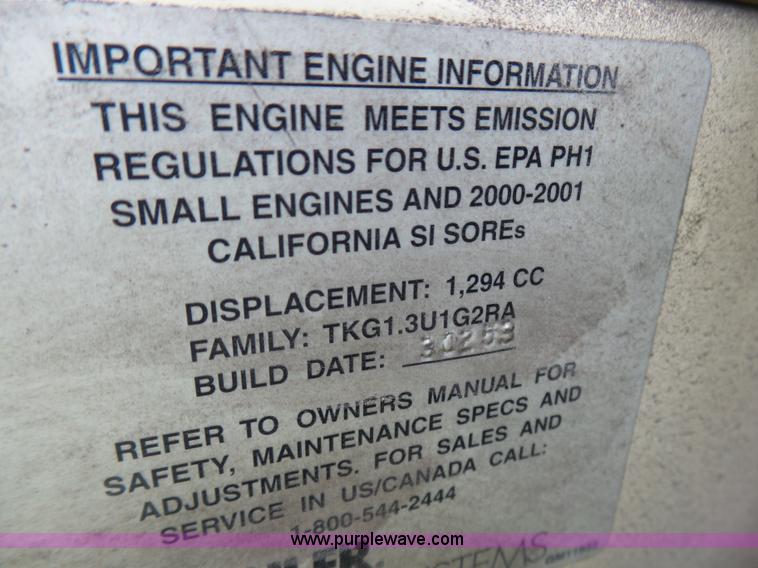 IMPORTANT ENGINE INFORMATION
THIS ENGINE MEETS EMISSION
REGULATIONS FOR U.S. EPA PH1
SMALL ENGINES AND 2000-2001
CALIFORNIA SI SOREs
DISPLACEMENT: 1,294 CC
FAMILY: TKG1.3U1G2RA
BUILD DATE: 30253
REFER TO OWNERS MANUAL FOR
SAFETY, MAINTENANCE SPECS AND
ADJUSTMENTS. FOR SALES AND
SERVICE IN US/CANADA CALL:
1-800-544-2444
www.purplewave.com